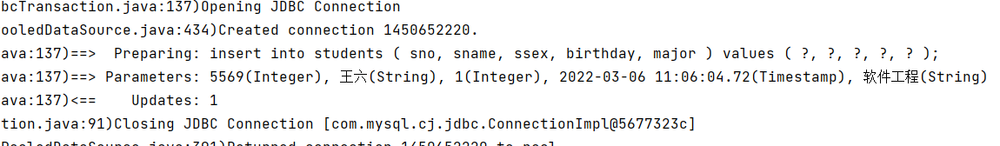 bcTransaction.java:137)Opening JDBC Connection
ooledDataSource.java:434)Created connection 1450652220.
ava:137)==>  Preparing: insert into students ( sno, sname, ssex, birthday, major ) values ( ?, ?, ?, ?, ? );
ava:137)==> Parameters: 5569(Integer), 王六(String), 1(Integer), 2022-03-06 11:06:04.72(Timestamp), 软件工程(String)
ava:137)<==    Updates: 1
tion.java:91)Closing JDBC Connection [com.mysql.cj.jdbc.ConnectionImpl@5677323c]
PooledDataSource.java:391)Returned connection 1450652220 to pool.